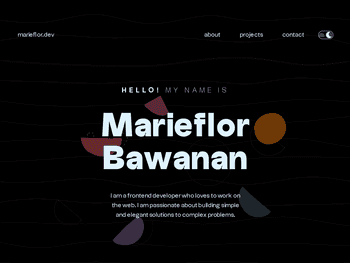 marieflor.dev
about projects contact
HELLO! MY NAME IS
Marieflor
Bawanan
I am a frontend developer who loves to work on
the web. I am passionate about building simple
and elegant solutions to complex problems.